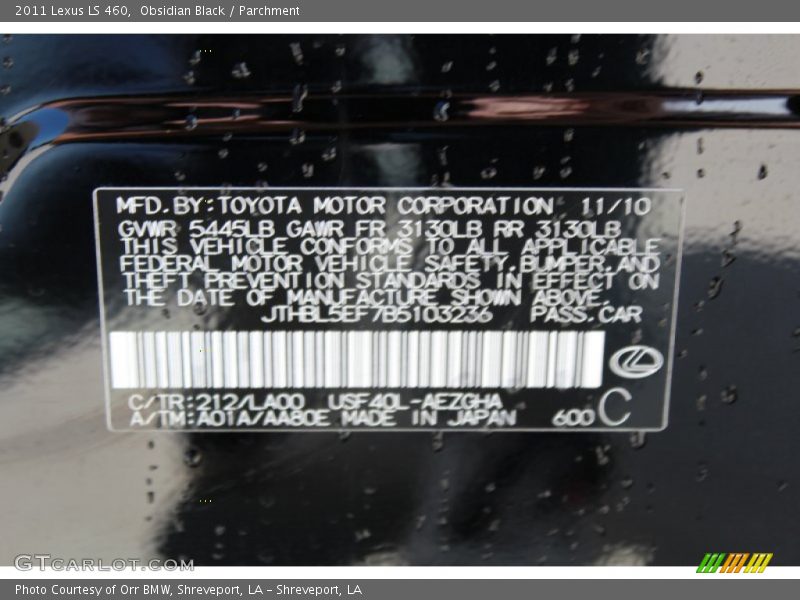 2011 Lexus LS 460,  Obsidian Black / Parchment
MFD.BY:TOYOTA MOTOR CORPORATION   11/10
GVWR 5445LB GAWR FR 3130LB RR 3130LB
THIS VEHICLE CONFORMS TO ALL APPLICABLE
FEDERAL MOTOR VEHICLE SAFETY,BUMPER,AND
THEFT PREVENTION STANDARDS IN EFFECT ON
THE DATE OF MANUFACTURE SHOWN ABOVE.
JTHBL5EF7B5103236   PASS.CAR
C/TR:212/LA00   USF40L-AEZGHA
A/TM:A01A/AA80E  MADE IN JAPAN   600 C
GTCARLOT.COM
Photo Courtesy of Orr BMW, Shreveport, LA - Shreveport, LA